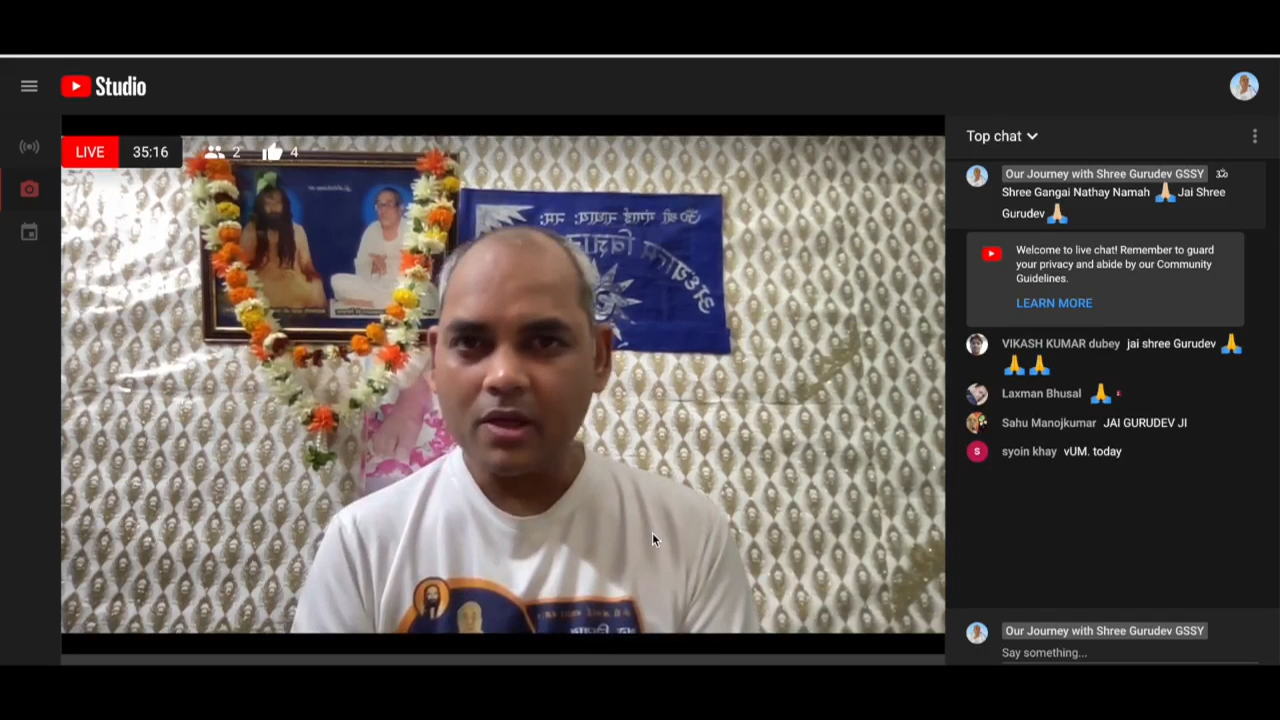 Studio
LIVE
35:16
2
4
ॐ श्री गंगाई नाथाय: नम:
Top chat
Our Journey with Shree Gurudev GSSY ॐ
Shree Gangai Nathay Namah 🙏🏻 Jai Shree
Gurudev 🙏🏻
Welcome to live chat! Remember to guard
your privacy and abide by our Community
Guidelines.
LEARN MORE
VIKASH KUMAR dubey jai shree Gurudev 🙏
🙏🙏
Laxman Bhusal 🙏
Sahu Manojkumar JAI GURUDEV JI
S
syoin khay vUM. today
Our Journey with Shree Gurudev GSSY
Say something...